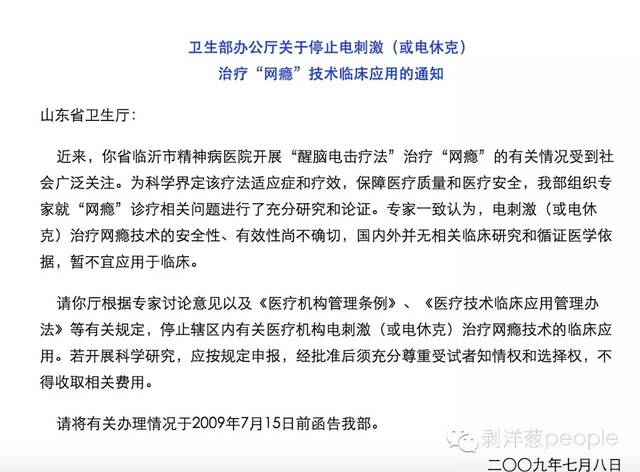 卫生部办公厅关于停止电刺激（或电休克）
治疗“网瘾”技术临床应用的通知
山东省卫生厅：
近来，你省临沂市精神病医院开展“醒脑电击疗法”治疗“网瘾”的有关情况受到社
会广泛关注。为科学界定该疗法适应症和疗效，保障医疗质量和医疗安全，我部组织专
家就“网瘾”诊疗相关问题进行了充分研究和论证。专家一致认为，电刺激（或电休
克）治疗网瘾技术的安全性、有效性尚不确切，国内外并无相关临床研究和循证医学依
据，暂不宜应用于临床。
请你厅根据专家讨论意见以及《医疗机构管理条例》、《医疗技术临床应用管理办
法》等有关规定，停止辖区内有关医疗机构电刺激（或电休克）治疗网瘾技术的临床应
用。若开展科学研究，应按规定申报，经批准后须充分尊重受试者知情权和选择权，不
得收取相关费用。
请将有关办理情况于2009年7月15日前函告我部。
剥洋葱people
二〇〇九年七月八日